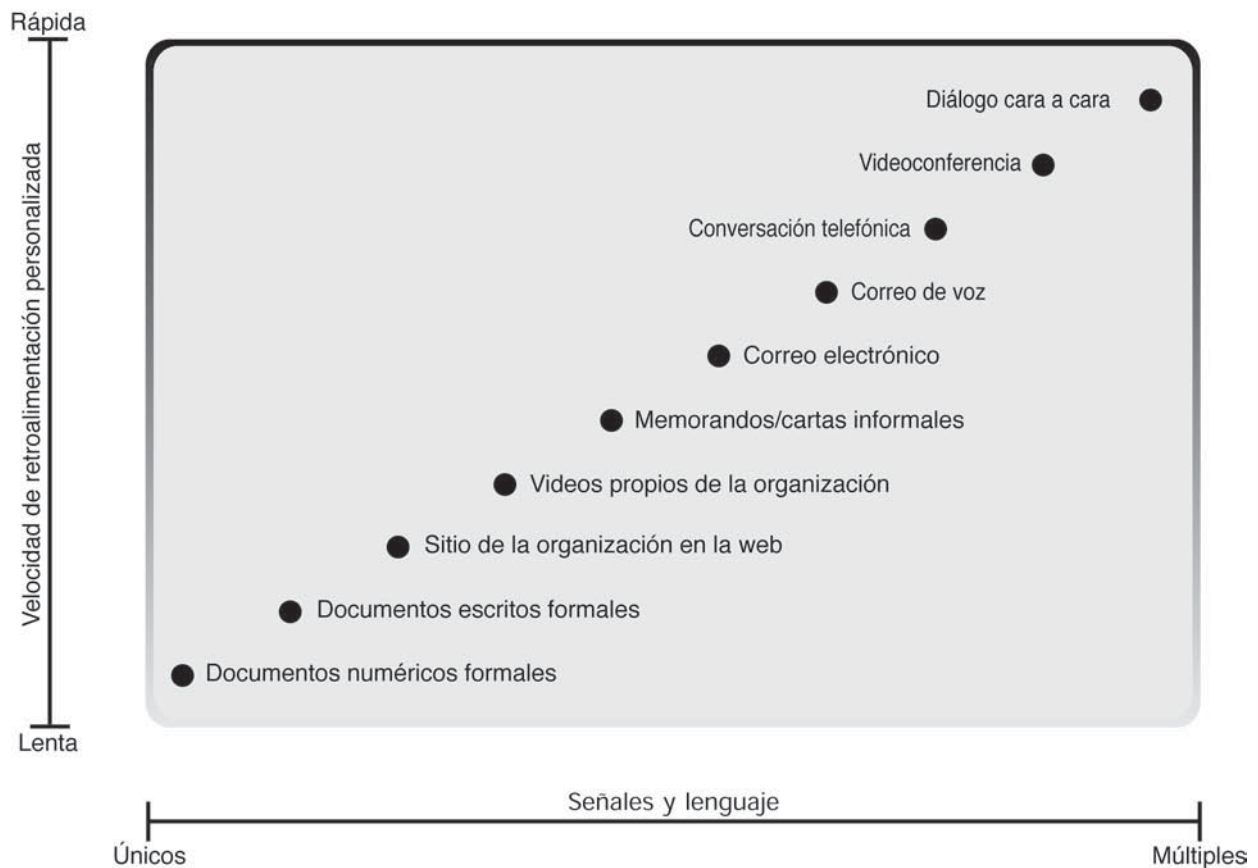 Rápida
Diálogo cara a cara
Videoconferencia
Conversación telefónica
Correo de voz
Correo electrónico
Memorandos/cartas informales
Videos propios de la organización
Sitio de la organización en la web
Documentos escritos formales
Documentos numéricos formales
Velocidad de retroalimentación personalizada
Lenta
Señales y lenguaje
Únicos
Múltiples